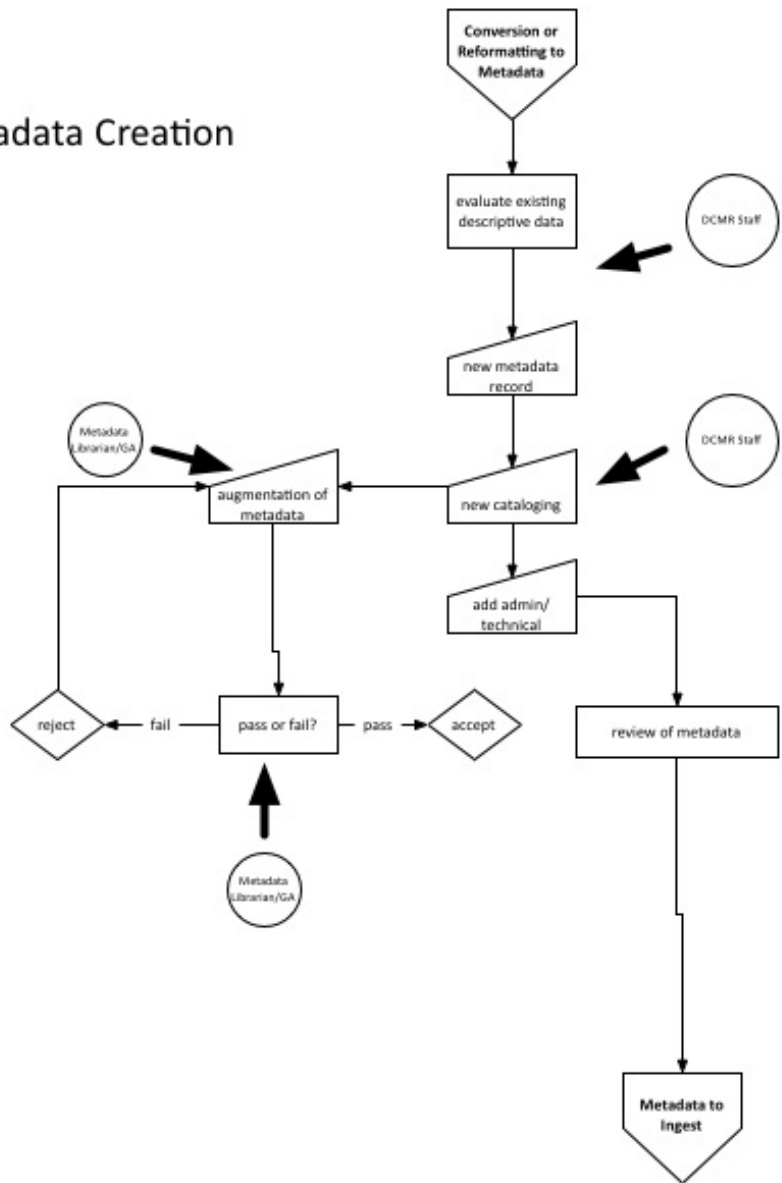 Conversion or
Reformatting to
Metadata
adata Creation
evaluate existing
descriptive data
DCMR Staff
new metadata
record
Metadata
Librarian/GA
DCMR Staff
augmentation of
metadata
new cataloging
add admin/
technical
reject
fail
pass or fail?
pass
accept
review of metadata
Metadata
Librarian/GA
Metadata to
Ingest